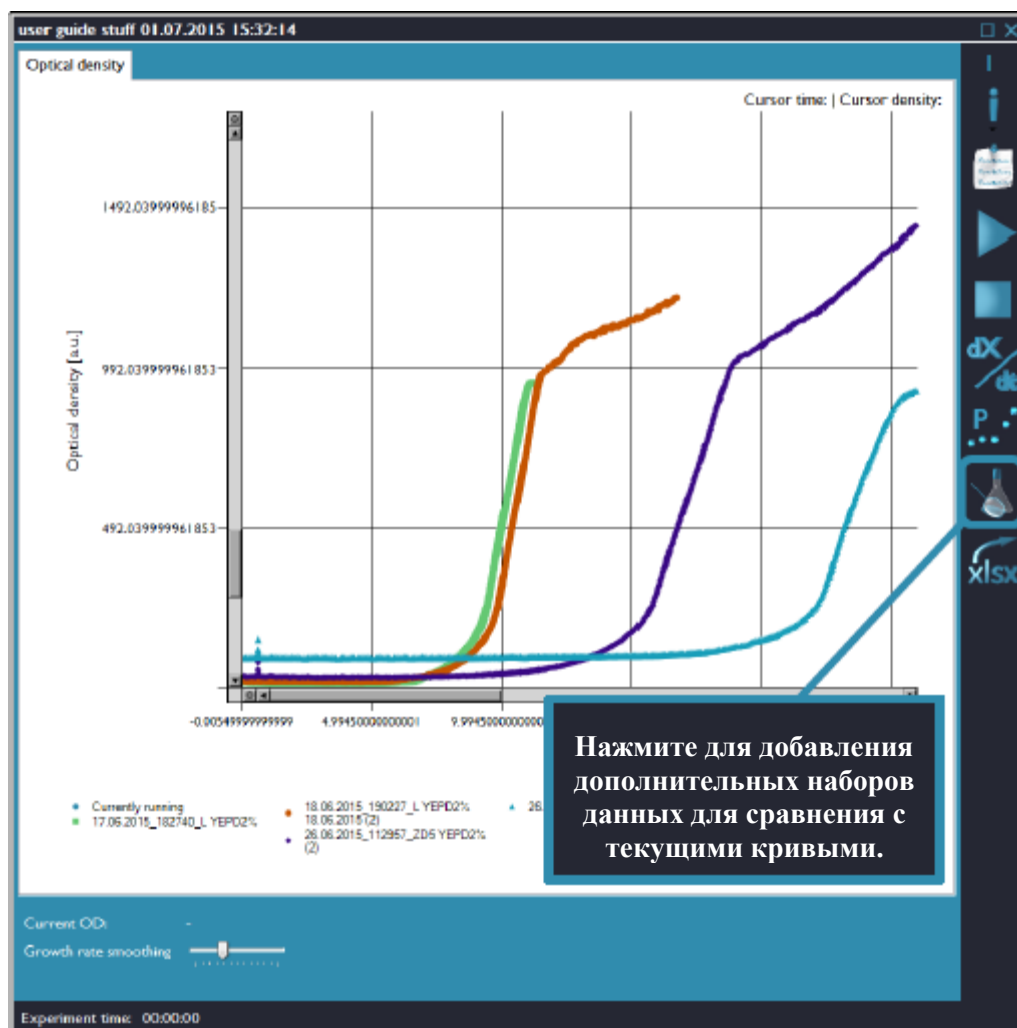 user guide stuff 01.07.2015 15:32:14
Optical density
Cursor time: | Cursor density:
1492.03999996185
992.039999961853
Optical density [a.u.]
492.039999961853
-0.00549999999999
4.99450000000001
9.9945000000000
Currently running
17.06.2015_182740_L YEPD2%
18.06.2015_190227_L YEPD2%
18.06.2015 (2)
26.06.2015_112957_ZD5 YEPD2%
(2)
26.
dX/dt
P
xlsx
Нажмите для добавления
дополнительных наборов
данных для сравнения с
текущими кривыми.
Current OD: -
Growth rate smoothing
Experiment time: 00:00:00